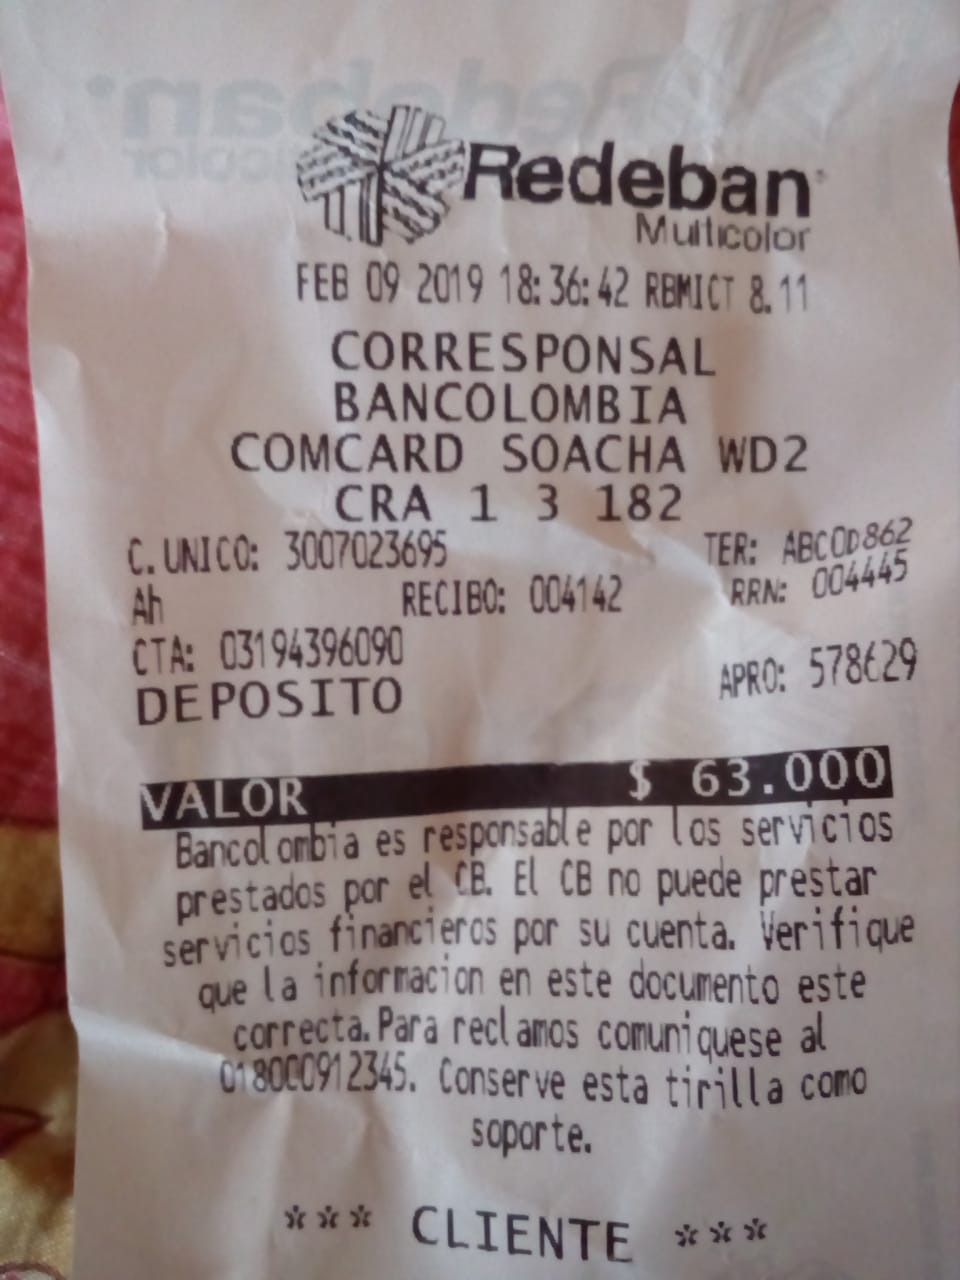 Redeban
Multicolor
FEB 09 2019 18:36:42 RBMICT 8.11
CORRESPONSAL
BANCOLOMBIA
COMCARD SOACHA WD2
CRA 1 3 182
C.UNICO: 3007023695 TER: ABC0D862
Ah RECIBO: 004142 RRN: 004445
CTA: 03194396090
DEPOSITO APRO: 578629
VALOR $ 63.000
Bancolombia es responsable por los servicios
prestados por el CB. El CB no puede prestar
servicios financieros por su cuenta. Verifique
que la informacion en este documento este
correcta.Para reclamos comuniquese al
018000912345. Conserve esta tirilla como
soporte.
*** CLIENTE ***